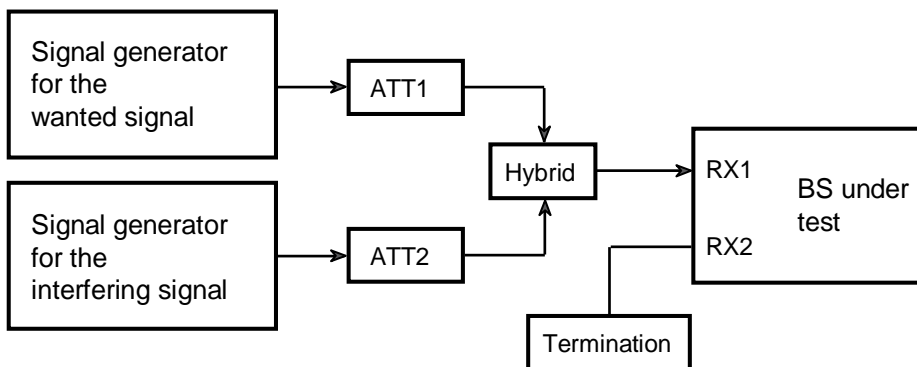 Signal generator
for the
wanted signal
ATT1
Hybrid
Signal generator
for the
interfering signal
ATT2
RX1
RX2
BS under
test
Termination